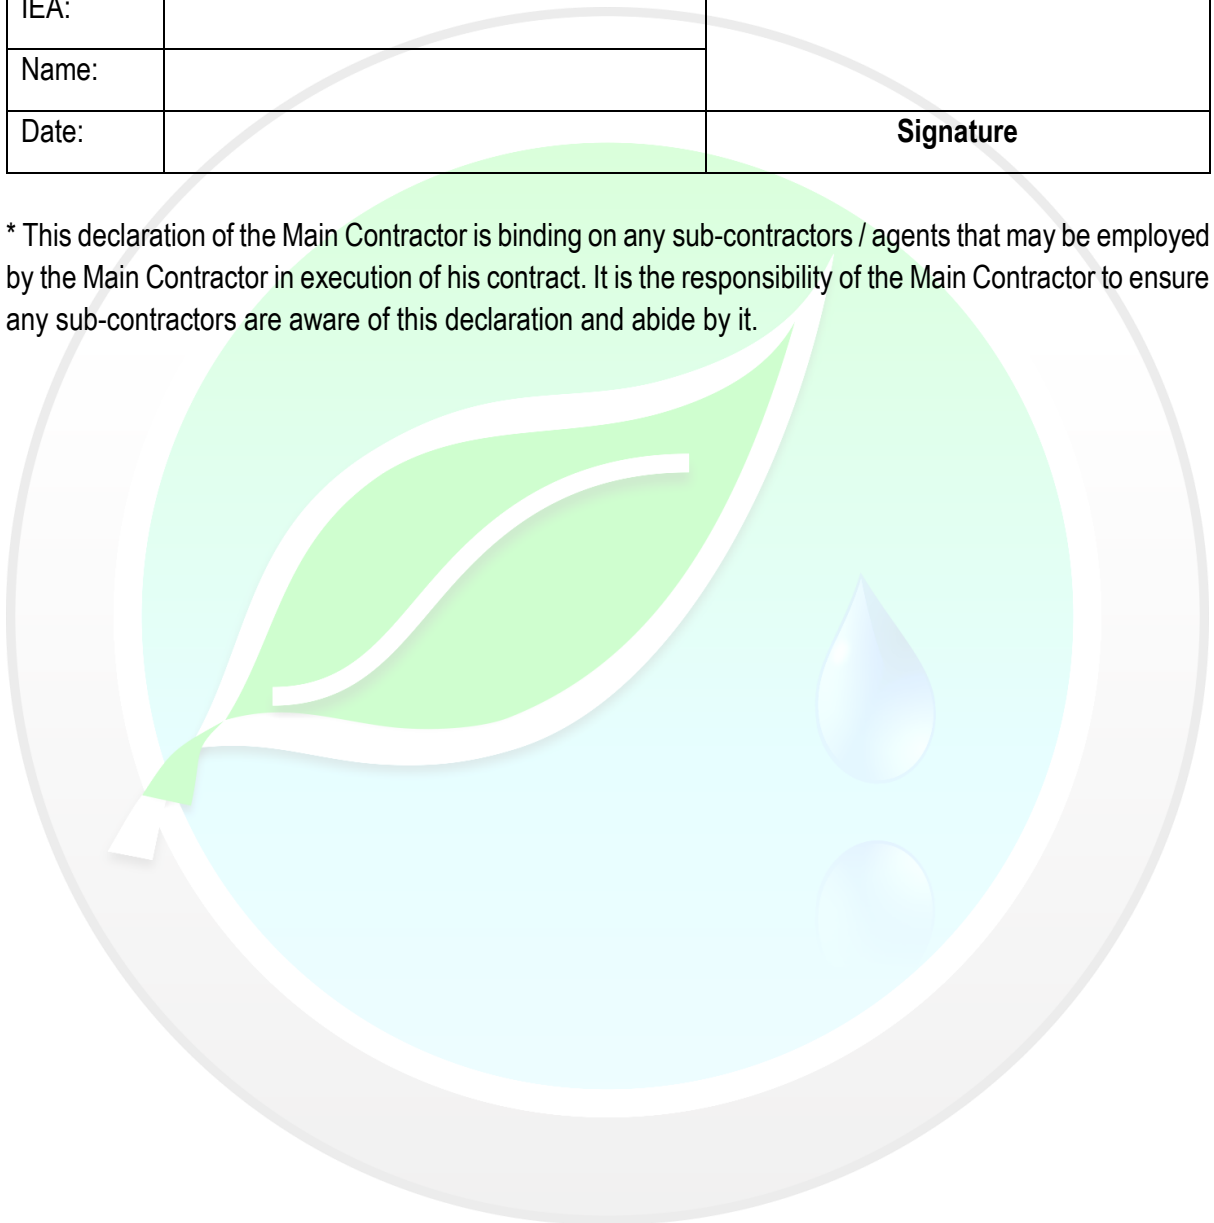 IEA:
Name:
Date:
Signature
* This declaration of the Main Contractor is binding on any sub-contractors / agents that may be employed
by the Main Contractor in execution of his contract. It is the responsibility of the Main Contractor to ensure
any sub-contractors are aware of this declaration and abide by it.